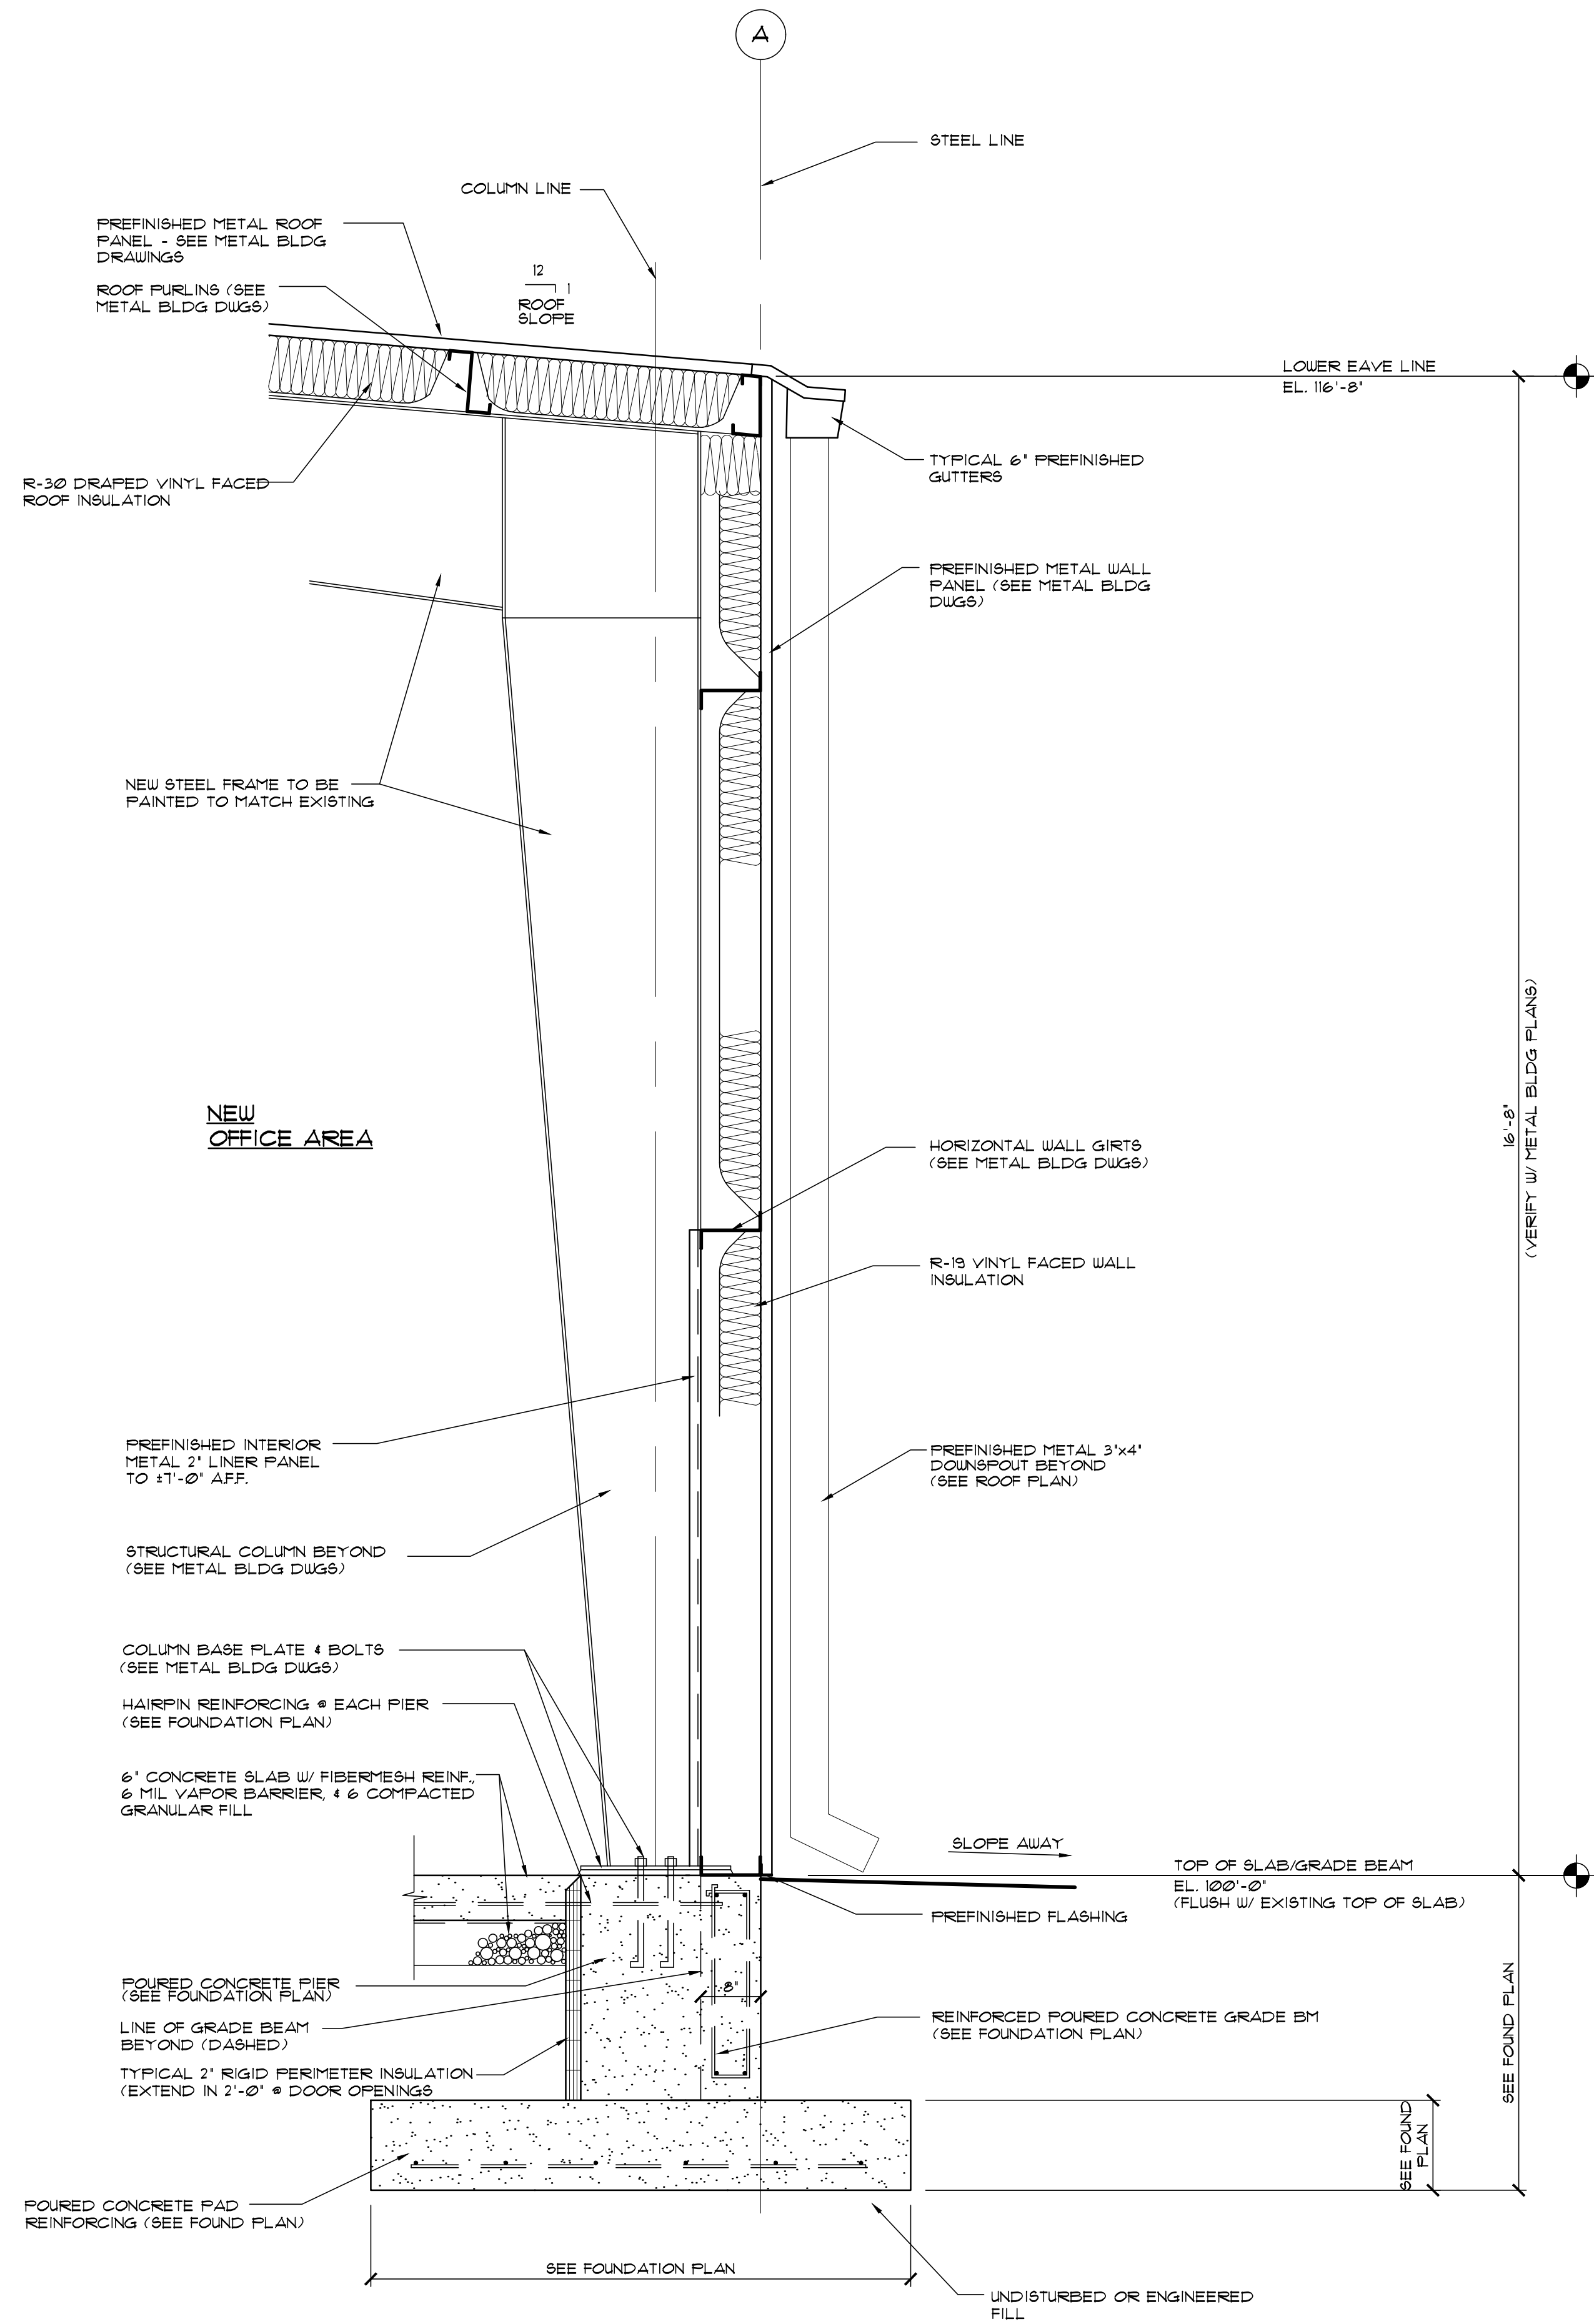 A
STEEL LINE
COLUMN LINE
PREFINISHED METAL ROOF
PANEL - SEE METAL BLDG
DRAWINGS
12
1
ROOF
SLOPE
ROOF PURLINS (SEE
METAL BLDG DWGS)
LOWER EAVE LINE
EL. 116'-8"
TYPICAL 6" PREFINISHED
GUTTERS
R-30 DRAPED VINYL FACED
ROOF INSULATION
PREFINISHED METAL WALL
PANEL (SEE METAL BLDG
DWGS)
NEW STEEL FRAME TO BE
PAINTED TO MATCH EXISTING
16'-8"
(VERIFY W/ METAL BLDG PLANS)
NEW
OFFICE AREA
HORIZONTAL WALL GIRTS
(SEE METAL BLDG DWGS)
R-19 VINYL FACED WALL
INSULATION
PREFINISHED INTERIOR
METAL 2" LINER PANEL
TO ±7'-0" A.F.F.
PREFINISHED METAL 3"x4"
DOWNSPOUT BEYOND
(SEE ROOF PLAN)
STRUCTURAL COLUMN BEYOND
(SEE METAL BLDG DWGS)
COLUMN BASE PLATE & BOLTS
(SEE METAL BLDG DWGS)
HAIRPIN REINFORCING @ EACH PIER
(SEE FOUNDATION PLAN)
6" CONCRETE SLAB W/ FIBERMESH REINF.,
6 MIL VAPOR BARRIER, & 6 COMPACTED
GRANULAR FILL
SLOPE AWAY
TOP OF SLAB/GRADE BEAM
EL. 100'-0"
(FLUSH W/ EXISTING TOP OF SLAB)
PREFINISHED FLASHING
POURED CONCRETE PIER
(SEE FOUNDATION PLAN)
8"
REINFORCED POURED CONCRETE GRADE BM
(SEE FOUNDATION PLAN)
LINE OF GRADE BEAM
BEYOND (DASHED)
TYPICAL 2" RIGID PERIMETER INSULATION
(EXTEND IN 2'-0" @ DOOR OPENINGS
SEE FOUND PLAN
SEE FOUND
PLAN
POURED CONCRETE PAD
REINFORCING (SEE FOUND PLAN)
SEE FOUNDATION PLAN
UNDISTURBED OR ENGINEERED
FILL